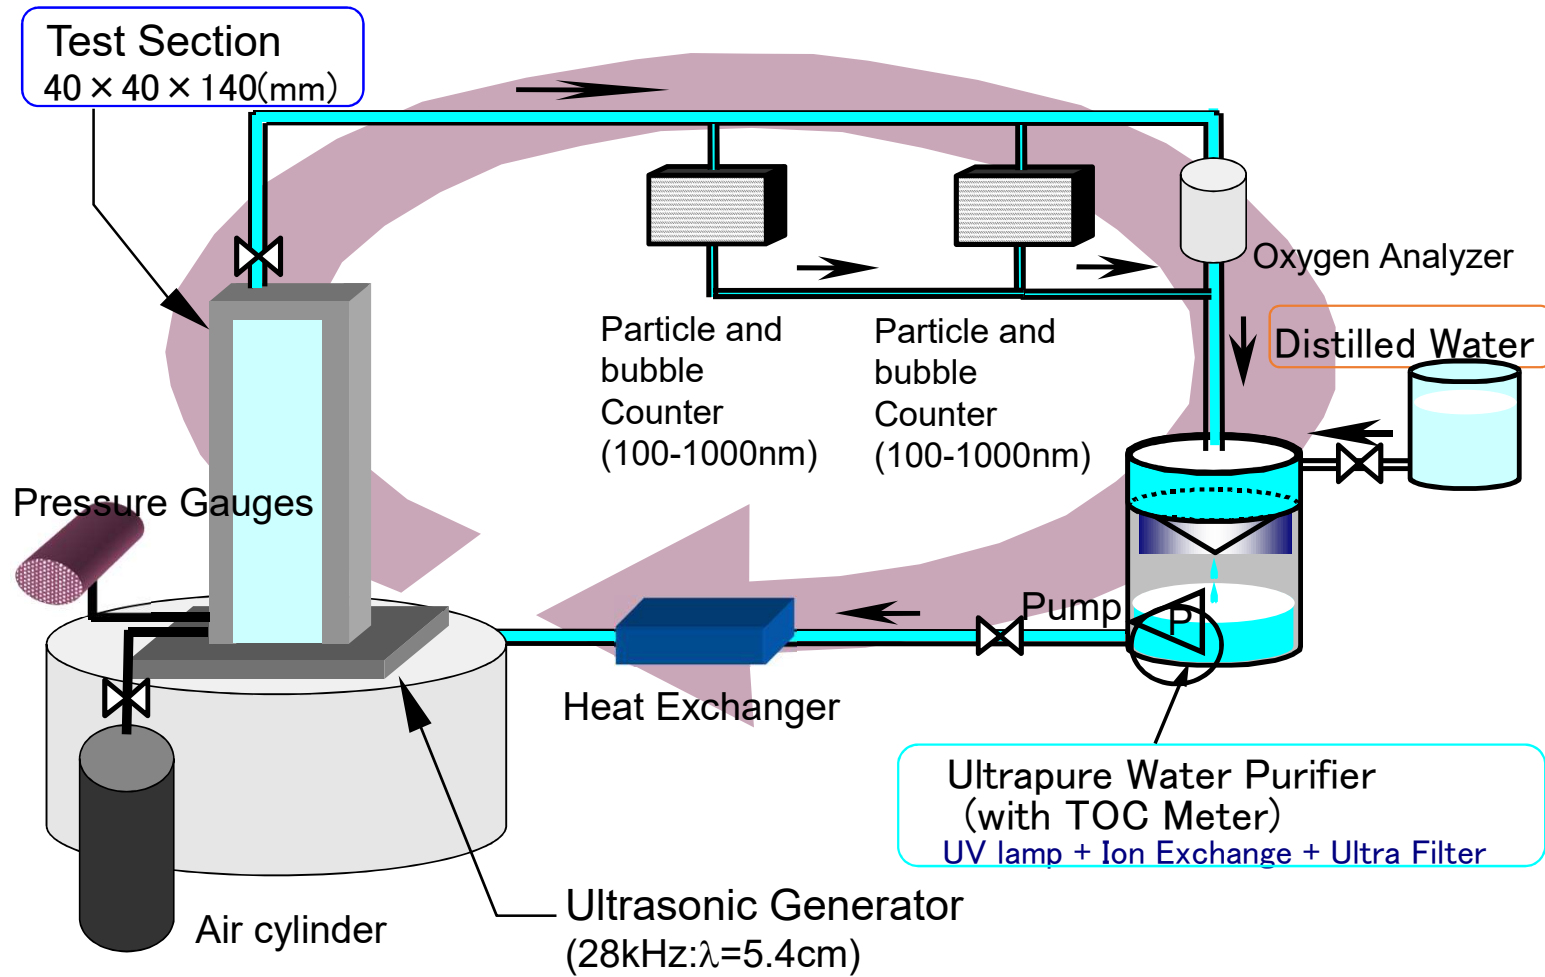 Test Section
40×40×140(mm)
Oxygen Analyzer
Particle and
bubble
Counter
(100-1000nm)
Particle and
bubble
Counter
(100-1000nm)
Distilled Water
Pressure Gauges
Pump
P
Heat Exchanger
Ultrapure Water Purifier
(with TOC Meter)
UV lamp + Ion Exchange + Ultra Filter
Ultrasonic Generator
(28kHz:λ=5.4cm)
Air cylinder